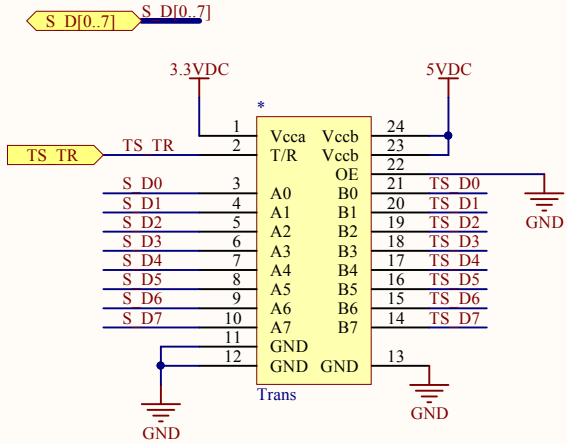 S_D[0..7] S_D[0..7]
3.3VDC 5VDC
*
1 Vcca Vccb 24
TS_TR TS_TR 2 T/R Vccb 23
OE 22
S_D0 3 A0 B0 21 TS_D0
S_D1 4 A1 B1 20 TS_D1
S_D2 5 A2 B2 19 TS_D2
S_D3 6 A3 B3 18 TS_D3
S_D4 7 A4 B4 17 TS_D4
S_D5 8 A5 B5 16 TS_D5
S_D6 9 A6 B6 15 TS_D6
S_D7 10 A7 B7 14 TS_D7
11 GND
12 GND GND 13
Trans
GND GND GND